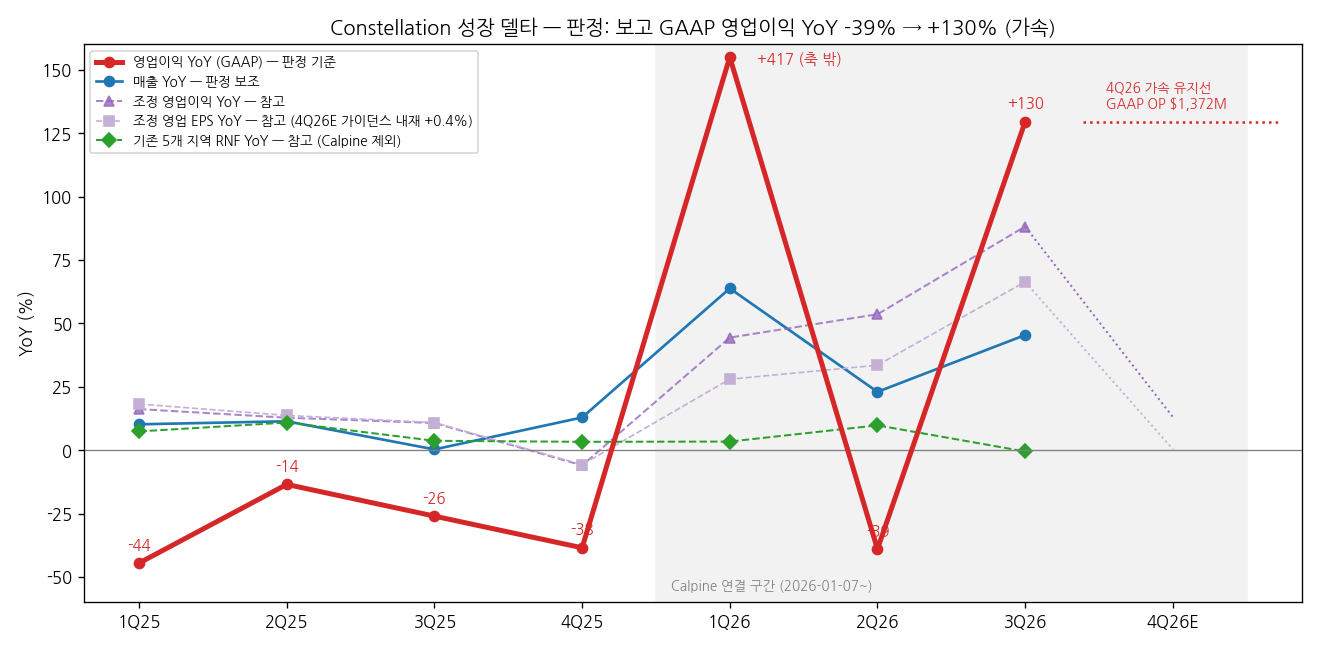 Constellation 성장 델타 — 판정: 보고 GAAP 영업이익 YoY -39% → +130% (가속)
영업이익 YoY (GAAP) — 판정 기준
매출 YoY — 판정 보조
조정 영업이익 YoY — 참고
조정 영업 EPS YoY — 참고 (4Q26E 가이던스 내재 +0.4%)
기존 5개 지역 RNF YoY — 참고 (Calpine 제외)
+417 (축 밖)
4Q26 가속 유지선
GAAP OP $1,372M
+130
-14
-26
-38
-39
-44
Calpine 연결 구간 (2026-01-07~)
YoY (%)
150
125
100
75
50
25
0
-25
-50
1Q25
2Q25
3Q25
4Q25
1Q26
2Q26
3Q26
4Q26E